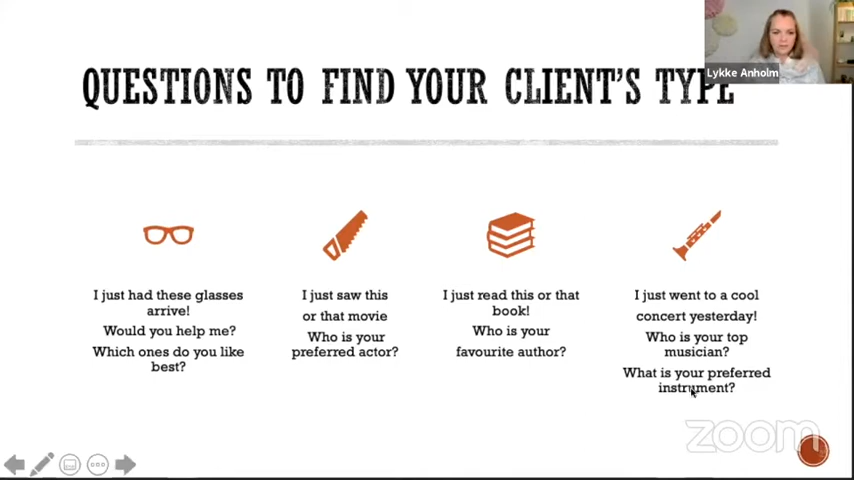 Lykke Anholm
QUESTIONS TO FIND YOUR CLIENT'S TYPE
I just had these glasses
arrive!
Would you help me?
Which ones do you like
best?
I just saw this
or that movie
Who is your
preferred actor?
I just read this or that
book!
Who is your
favourite author?
I just went to a cool
concert yesterday!
Who is your top
musician?
What is your preferred
instrument?
zoom